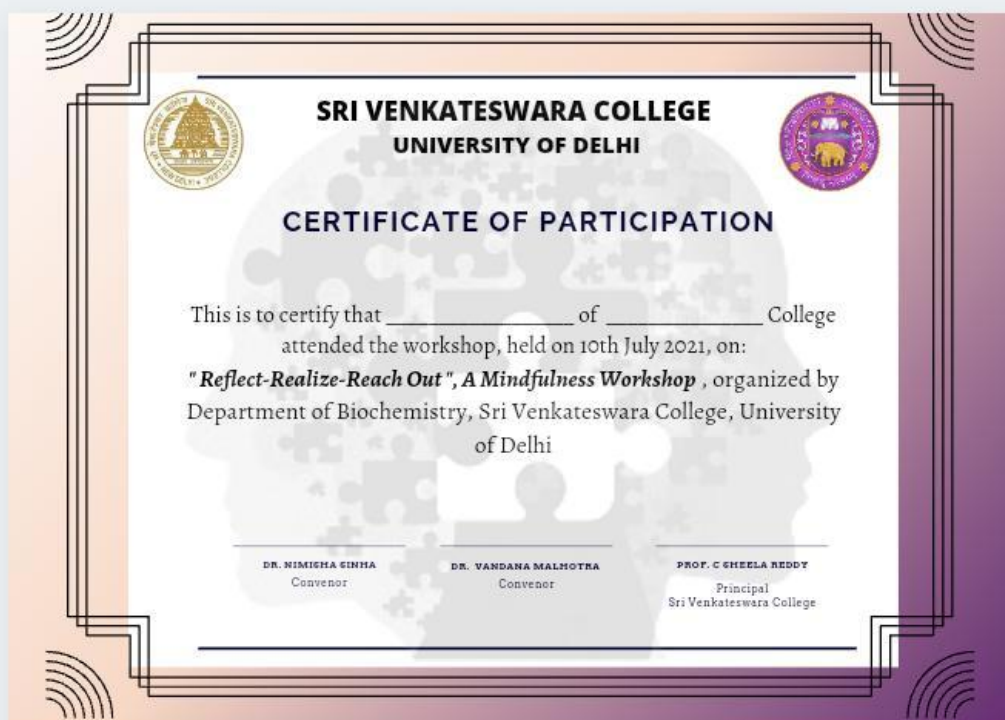 SRI VENKATESWARA COLLEGE
UNIVERSITY OF DELHI
CERTIFICATE OF PARTICIPATION
This is to certify that __________________ of _______________ College
attended the workshop, held on 10th July 2021, on:
" Reflect-Realize-Reach Out ", A Mindfulness Workshop , organized by
Department of Biochemistry, Sri Venkateswara College, University
of Delhi
DR. NIMISHA SINHA
Convenor
DR. VANDANA MALHOTRA
Convenor
PROF. C SHEELA REDDY
Principal
Sri Venkateswara College